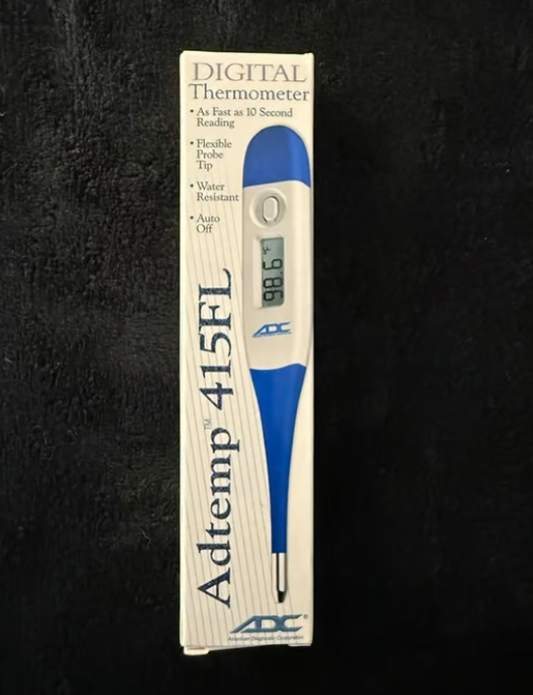 DIGITAL
Thermometer
• As Fast as 10 Second
Reading
• Flexible
Probe
Tip
• Water
Resistant
• Auto
Off
98.6 °F
ADC
Adtemp™ 415FL
ADC®
American Diagnostic Corporation